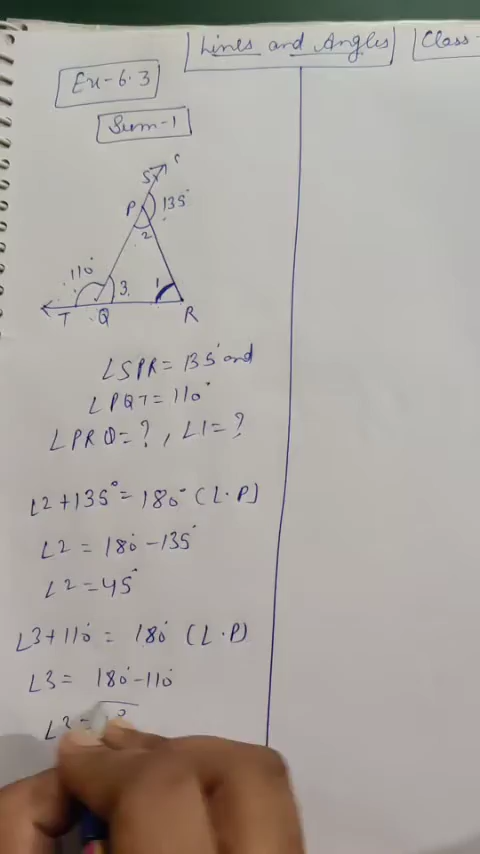 Lines and Angles
Class-
Ex-6.3
Sum-1
S
P
135°
2
110°
3
1
T Q R
∠SPR = 135° and
∠PQT = 110°
∠PRQ = ?, ∠1 = ?
∠2 + 135° = 180° (L.P)
∠2 = 180° - 135°
∠2 = 45°
∠3 + 110° = 180° (L.P)
∠3 = 180° - 110°
∠3 =